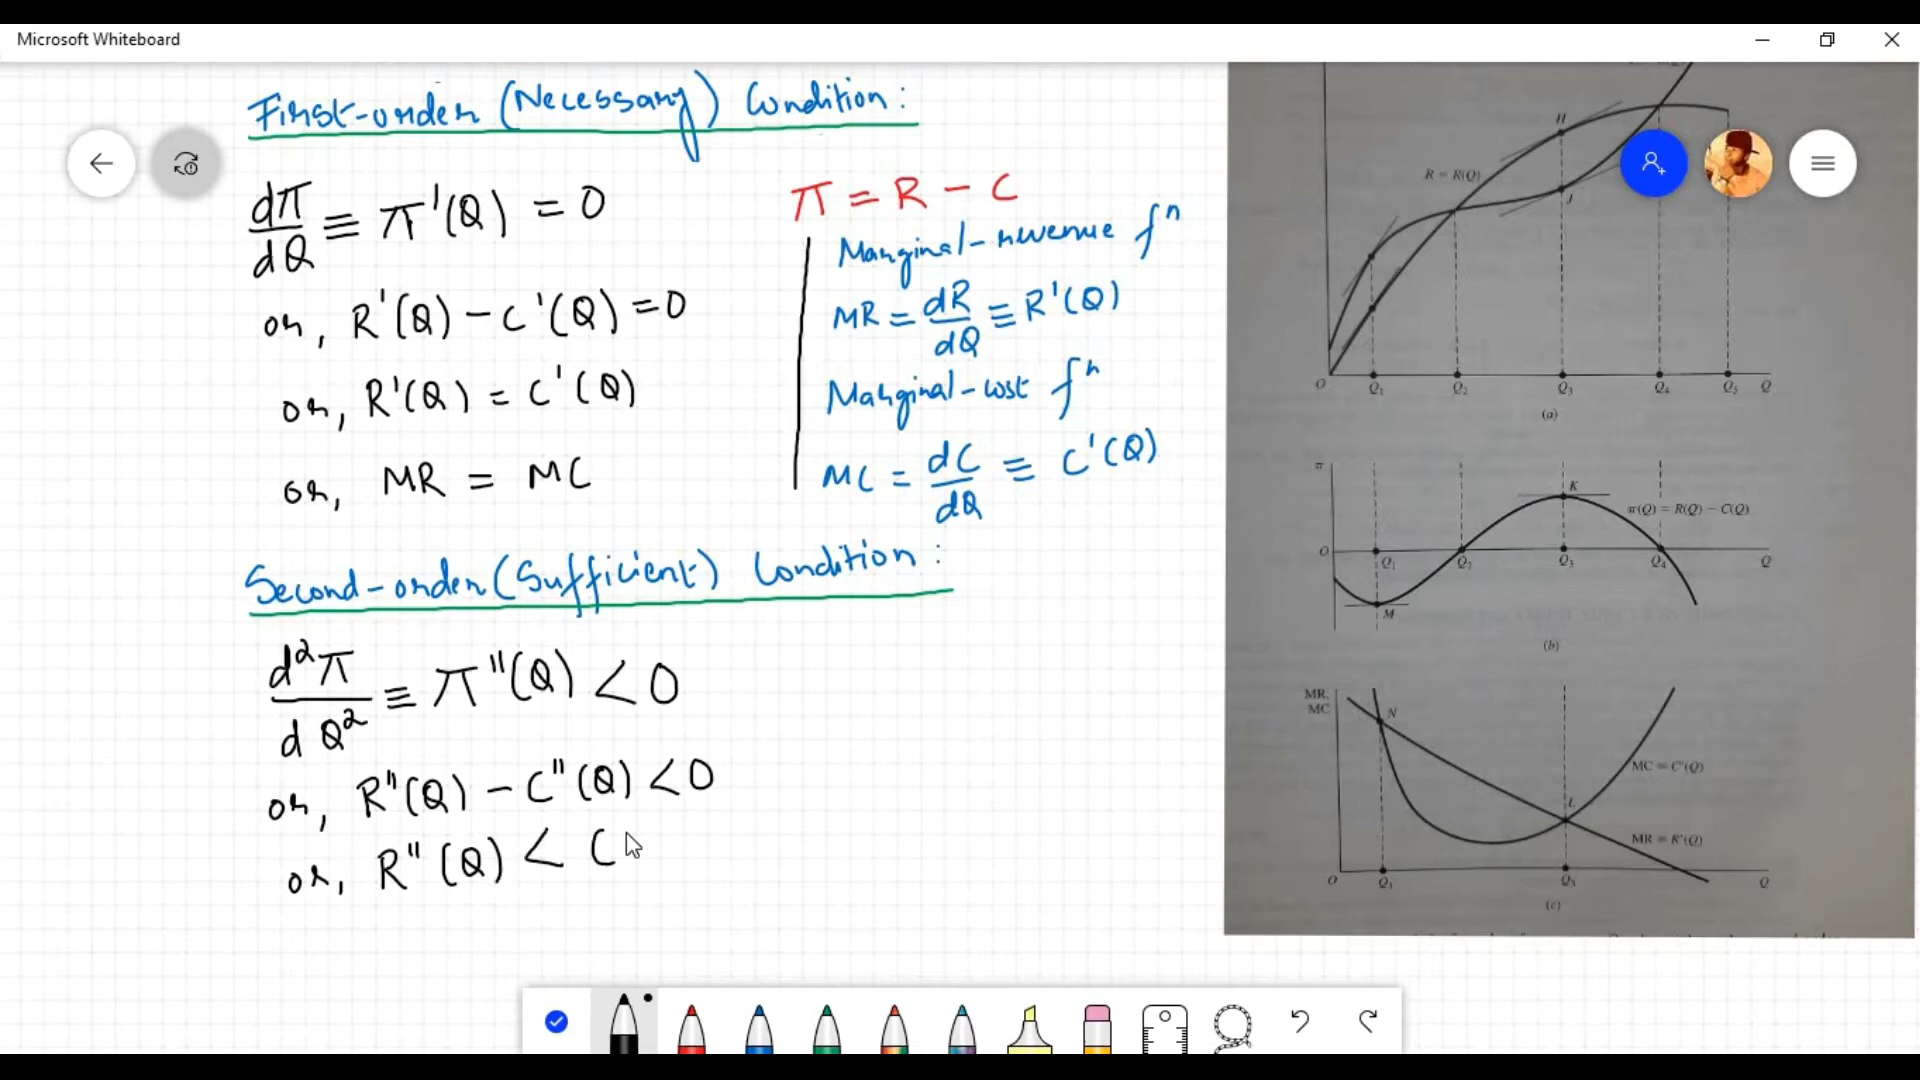 Microsoft Whiteboard
First-order (Necessary) Condition :
dπ/dQ ≡ π'(Q) = 0
or, R'(Q) - C'(Q) = 0
or, R'(Q) = C'(Q)
or, MR = MC
π = R - C
Marginal-revenue fⁿ
MR = dR/dQ ≡ R'(Q)
Marginal-cost fⁿ
MC = dC/dQ ≡ C'(Q)
Second-order (Sufficient) Condition :
d²π/dQ² ≡ π"(Q) < 0
or, R"(Q) - C"(Q) < 0
or, R"(Q) < C
H
R = R(Q)
J
O Q₁ Q₂ Q₃ Q₄ Q₅ Q
(a)
π
K
π(Q) = R(Q) - C(Q)
O Q₁ Q₂ Q₃ Q₄ Q
M
(b)
MR,
MC
N
MC = C'(Q)
L
MR = R'(Q)
O Q₁ Q₃ Q
(c)